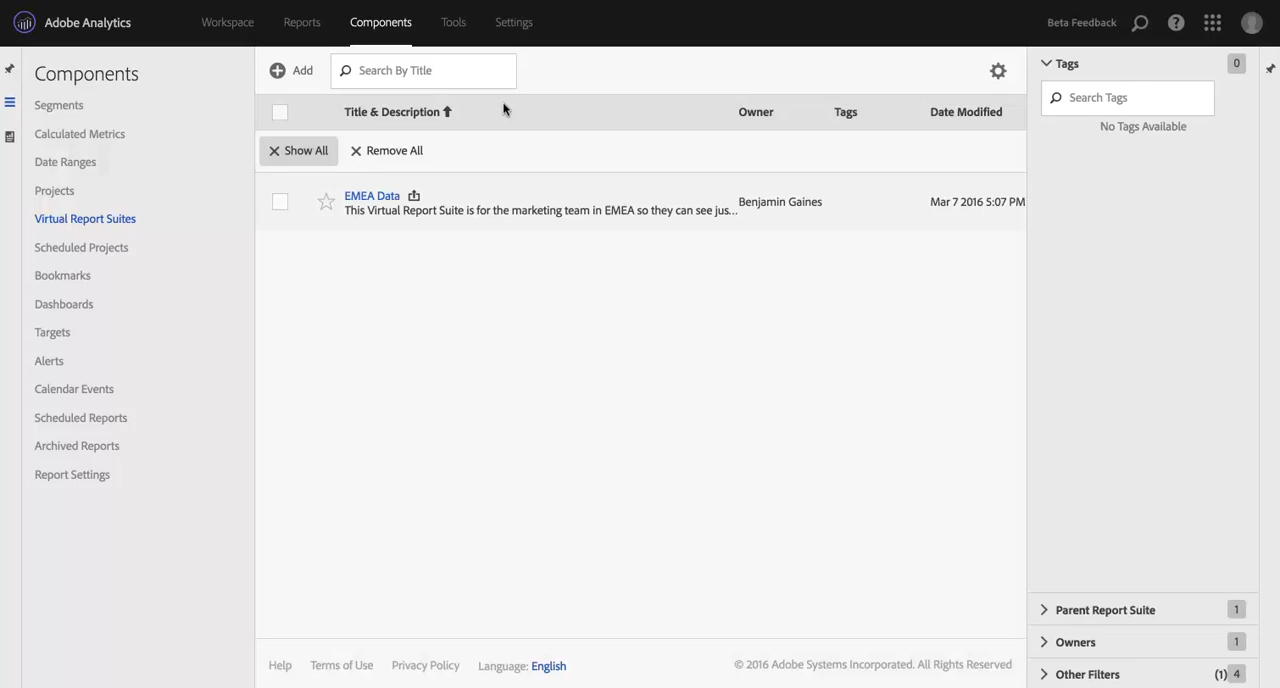 Adobe Analytics
Workspace
Reports
Components
Tools
Settings
Beta Feedback
Components
Segments
Calculated Metrics
Date Ranges
Projects
Virtual Report Suites
Scheduled Projects
Bookmarks
Dashboards
Targets
Alerts
Calendar Events
Scheduled Reports
Archived Reports
Report Settings
Add
Search By Title
Title & Description
Owner
Tags
Date Modified
Show All
Remove All
EMEA Data
This Virtual Report Suite is for the marketing team in EMEA so they can see jus...
Benjamin Gaines
Mar 7 2016 5:07 PM
Tags
0
Search Tags
No Tags Available
Parent Report Suite
1
Owners
1
Other Filters
(1) 4
Help
Terms of Use
Privacy Policy
Language: English
© 2016 Adobe Systems Incorporated. All Rights Reserved